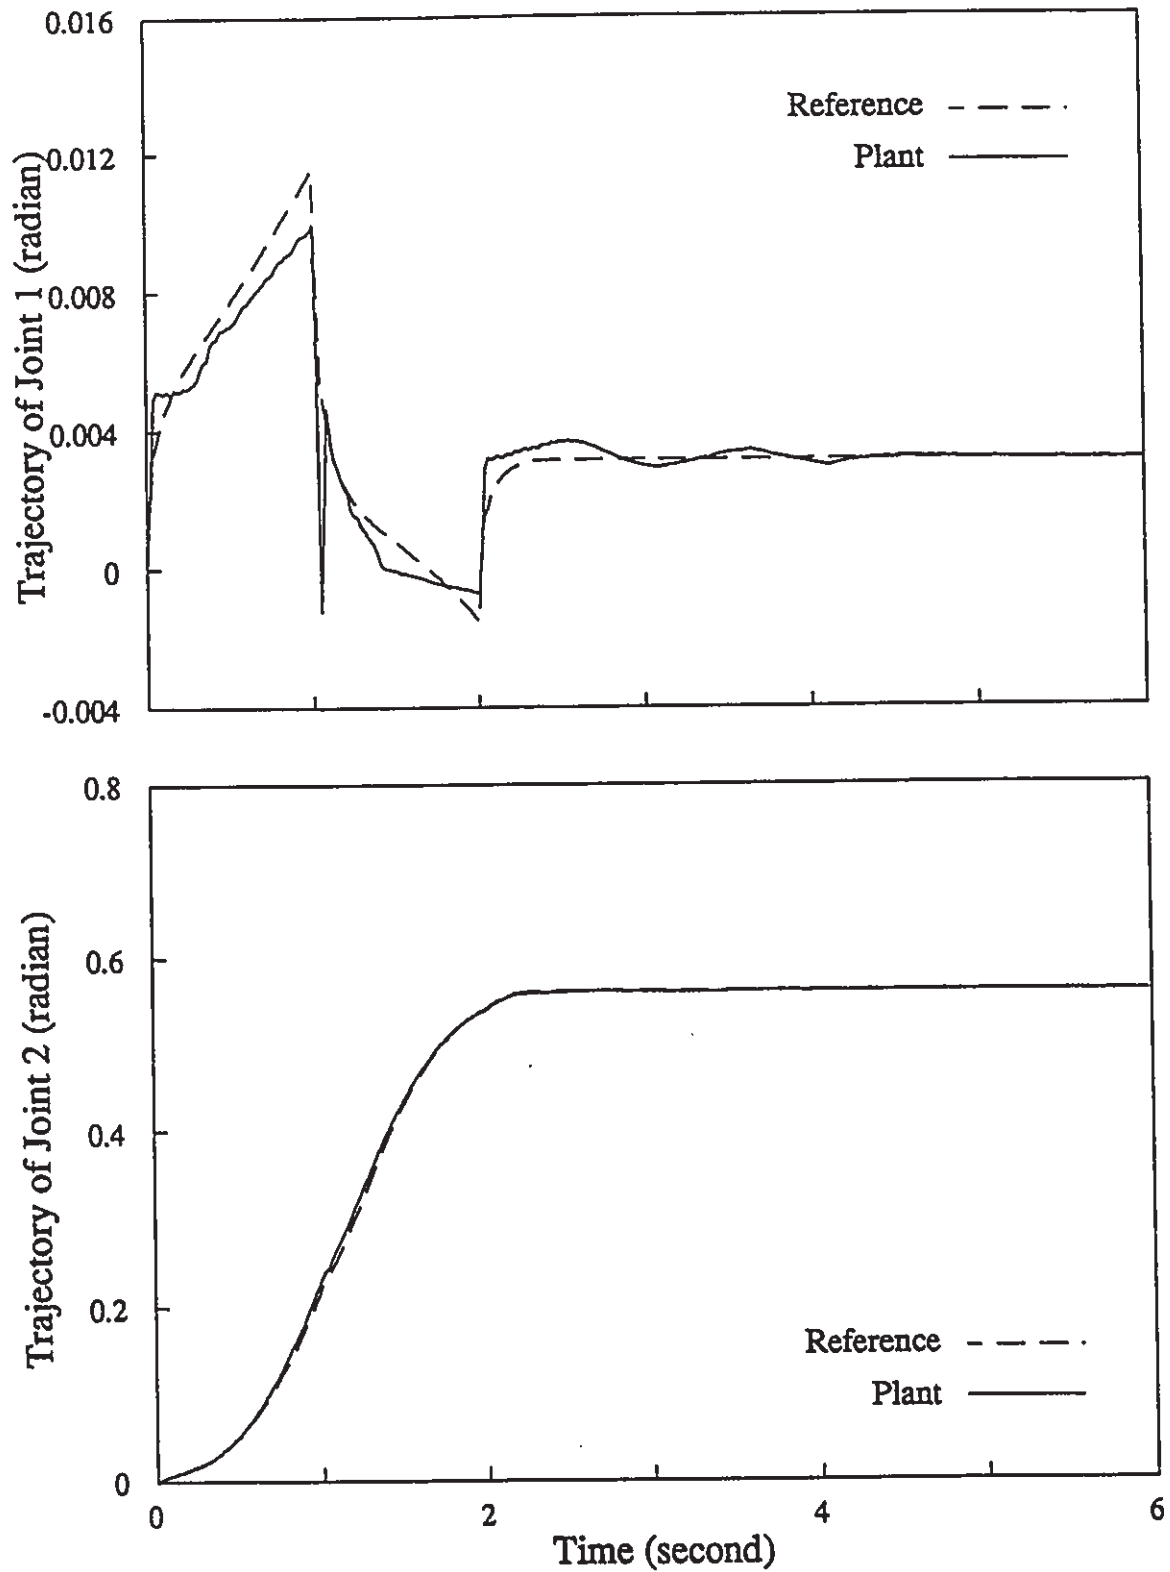 0.016
0.012
0.008
0.004
0
-0.004
Trajectory of Joint 1 (radian)
Reference
Plant
0.8
0.6
0.4
0.2
0
Trajectory of Joint 2 (radian)
Reference
Plant
0
2
4
6
Time (second)